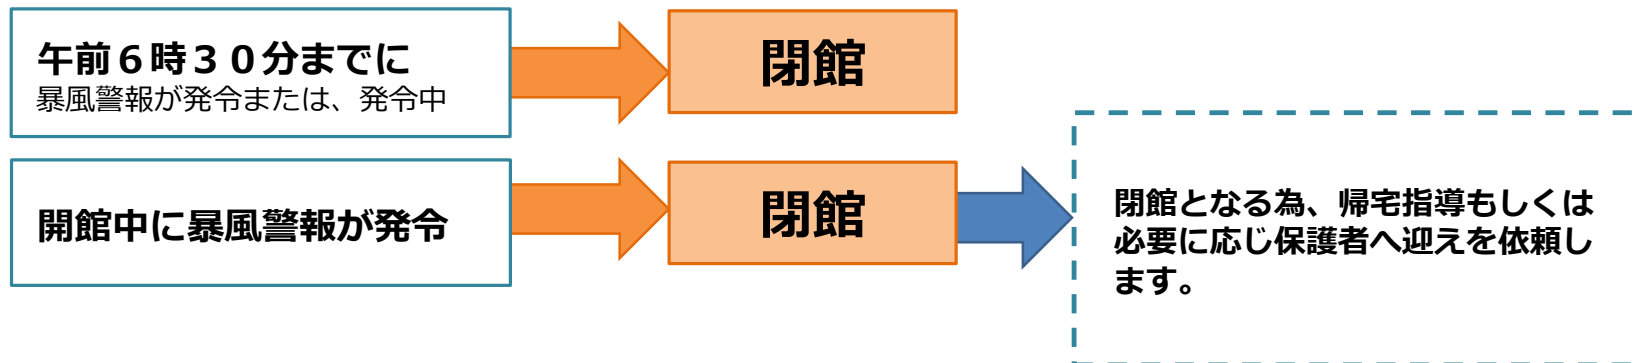 午前６時３０分までに
暴風警報が発令または、発令中
閉館
開館中に暴風警報が発令
閉館
閉館となる為、帰宅指導もしくは
必要に応じ保護者へ迎えを依頼し
ます。